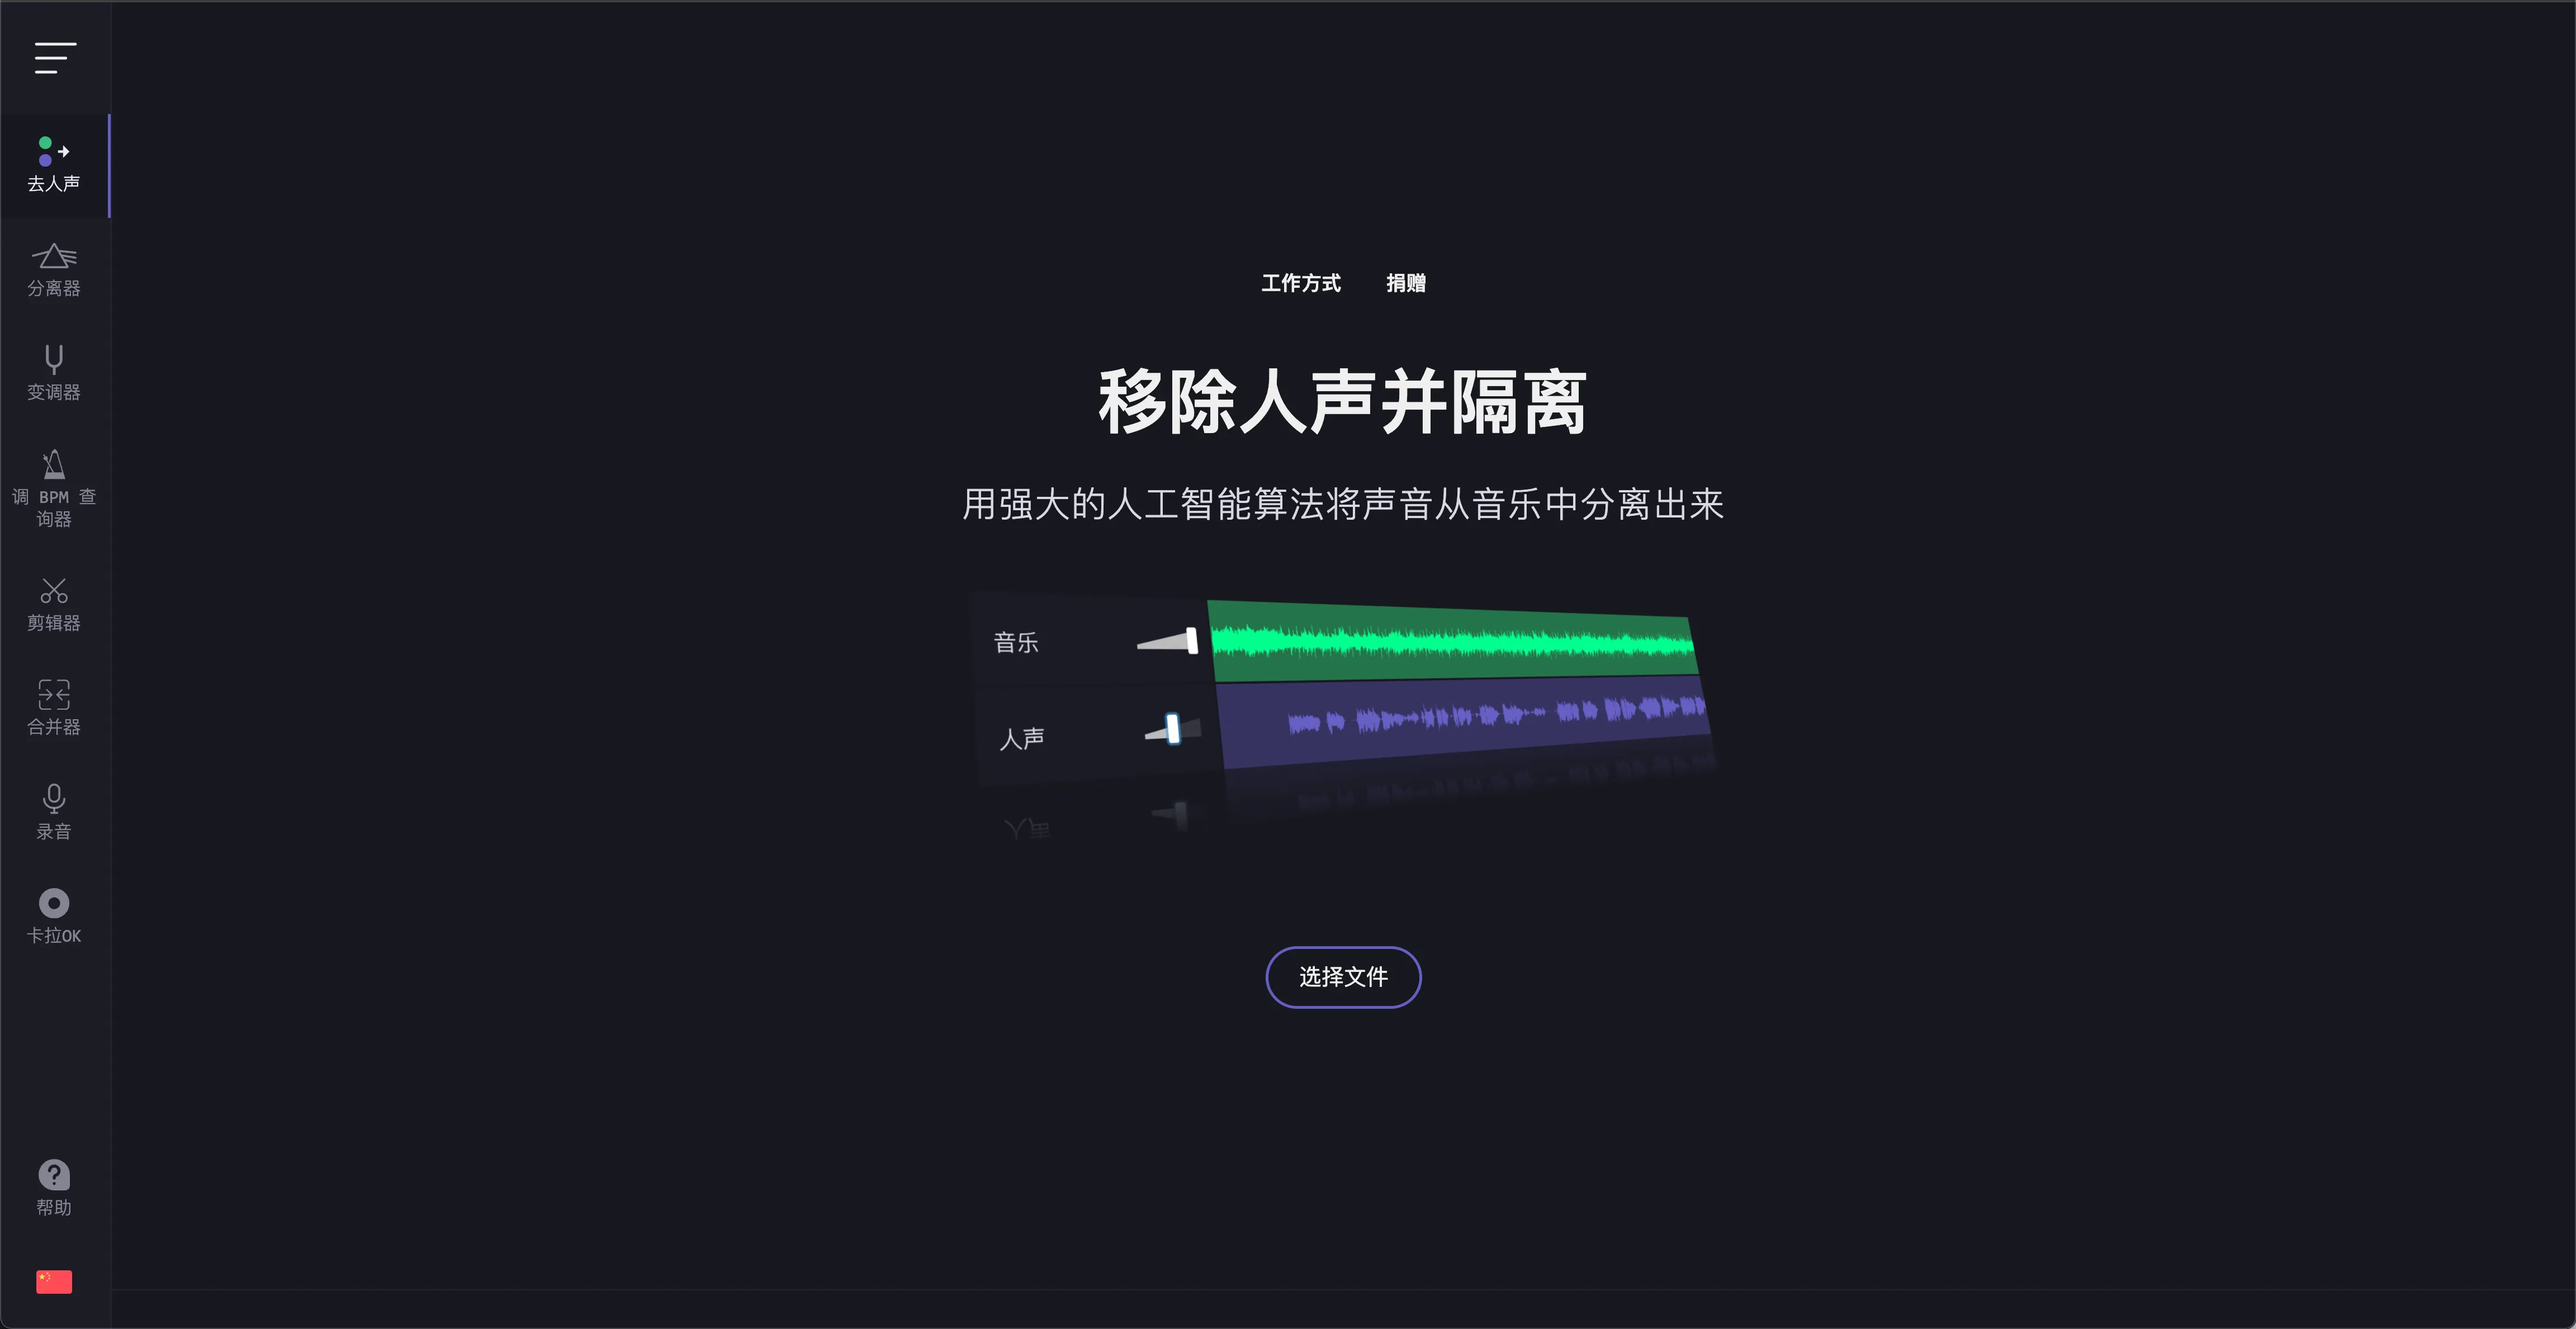 去人声
分离器
变调器
调 BPM 查
询器
剪辑器
合并器
录音
卡拉OK
帮助
工作方式 捐赠
移除人声并隔离
用强大的人工智能算法将声音从音乐中分离出来
音乐
人声
选择文件